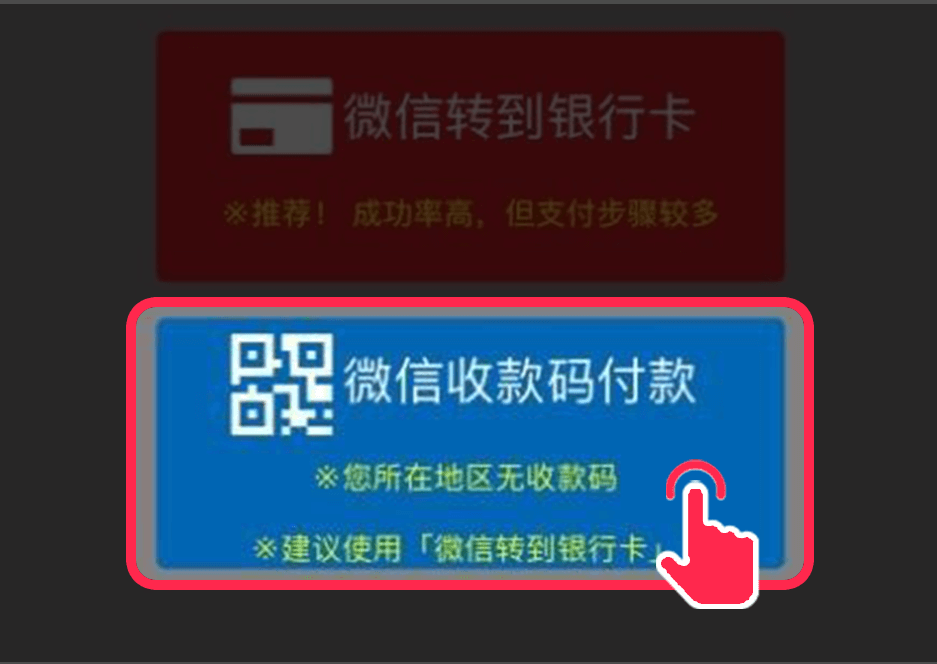 微信转到银行卡
※推荐！ 成功率高，但支付步骤较多
微信收款码付款
※您所在地区无收款码
※建议使用「微信转到银行卡」